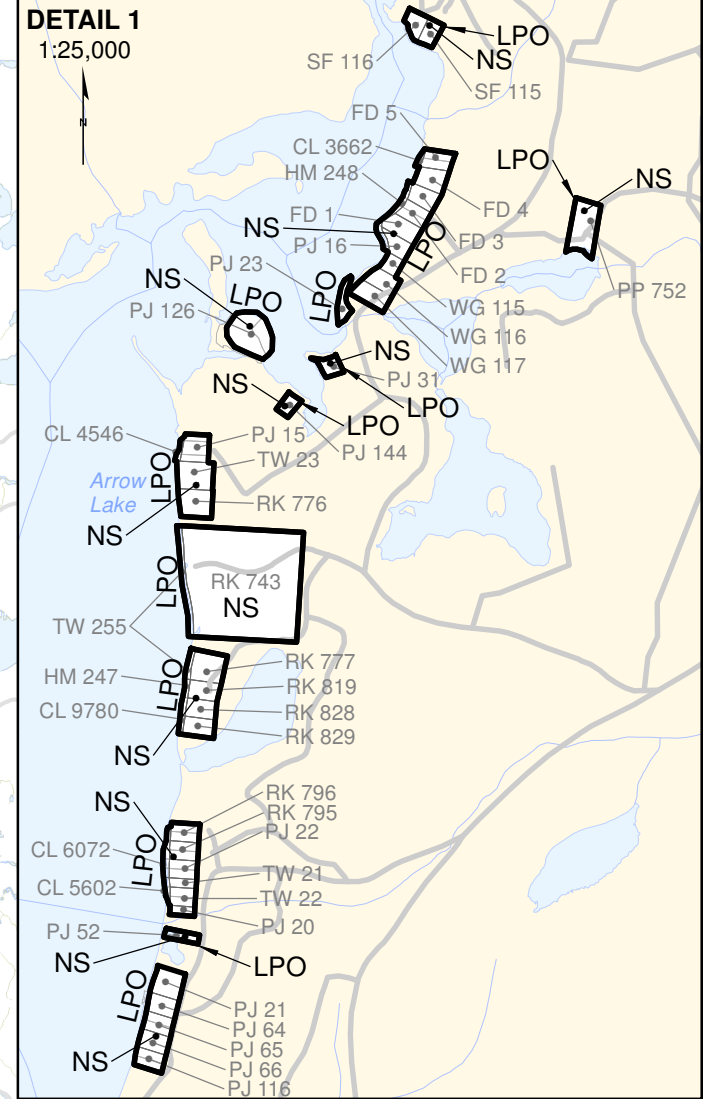 DETAIL 1
1:25,000
N
LPO
NS
SF 116
SF 115
FD 5
CL 3662
HM 248
LPO
NS
FD 1
NS
FD 4
PJ 16
FD 3
LPO
PJ 23
FD 2
NS
LPO
LPO
PP 752
PJ 126
WG 115
WG 116
NS
WG 117
PJ 31
NS
LPO
LPO
PJ 144
CL 4546
PJ 15
TW 23
LPO
Arrow
Lake
RK 776
NS
LPO
RK 743
NS
TW 255
RK 777
HM 247
LPO
RK 819
CL 9780
RK 828
RK 829
NS
NS
RK 796
RK 795
PJ 22
CL 6072
LPO
TW 21
CL 5602
TW 22
PJ 20
PJ 52
NS
LPO
LPO
PJ 21
PJ 64
PJ 65
NS
PJ 66
PJ 116